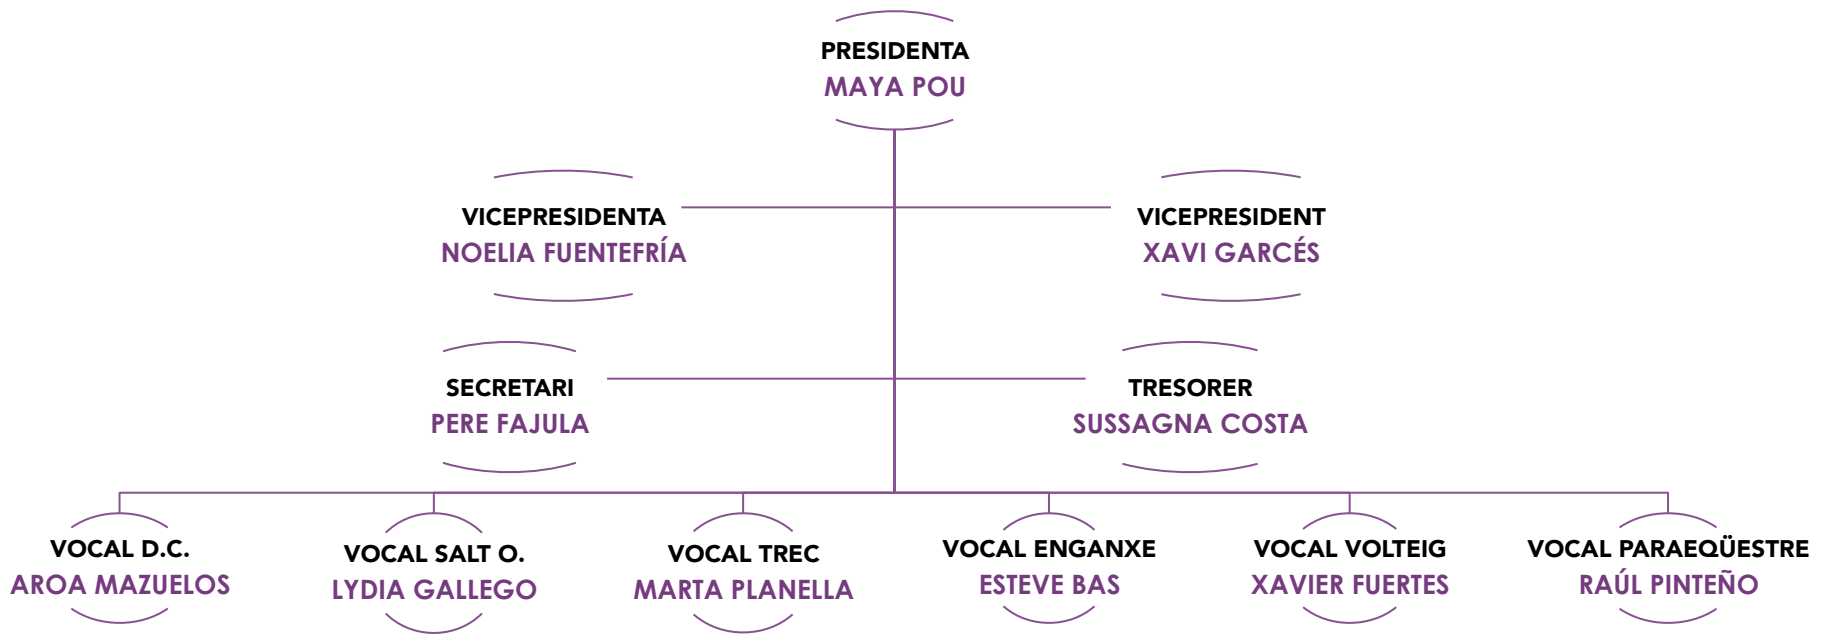 PRESIDENTA
MAYA POU
VICEPRESIDENTA
NOELIA FUENTEFRÍA
VICEPRESIDENT
XAVI GARCÉS
SECRETARI
PERE FAJULA
TRESORER
SUSSAGNA COSTA
VOCAL D.C.
AROA MAZUELOS
VOCAL SALT O.
LYDIA GALLEGO
VOCAL TREC
MARTA PLANELLA
VOCAL ENGANXE
ESTEVE BAS
VOCAL VOLTEIG
XAVIER FUERTES
VOCAL PARAEQÜESTRE
RAÚL PINTEÑO